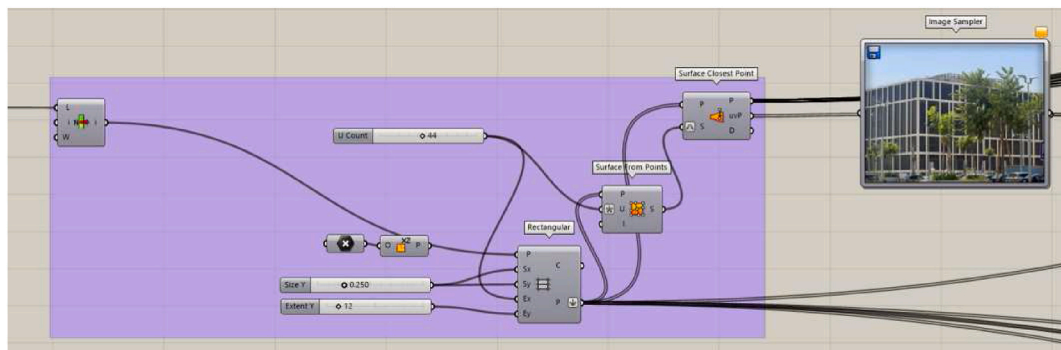 Image Sampler
Surface Closest Point
L
i N i
W
P P
S uvP
D
U Count 44
Surface From Points
P
U S
I
Rectangular
O YZ P
P C
Sx
Sy
Ex P
Ey
Size Y 0.250
Extent Y 12